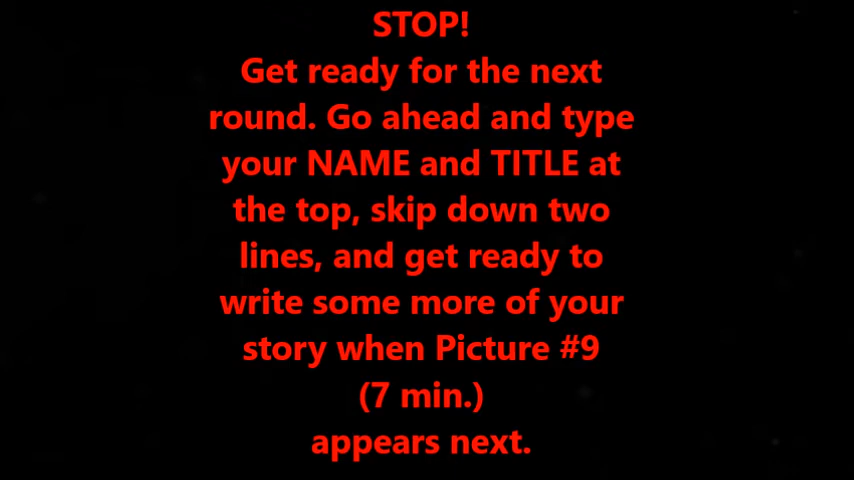 STOP!
Get ready for the next
round. Go ahead and type
your NAME and TITLE at
the top, skip down two
lines, and get ready to
write some more of your
story when Picture #9
(7 min.)
appears next.